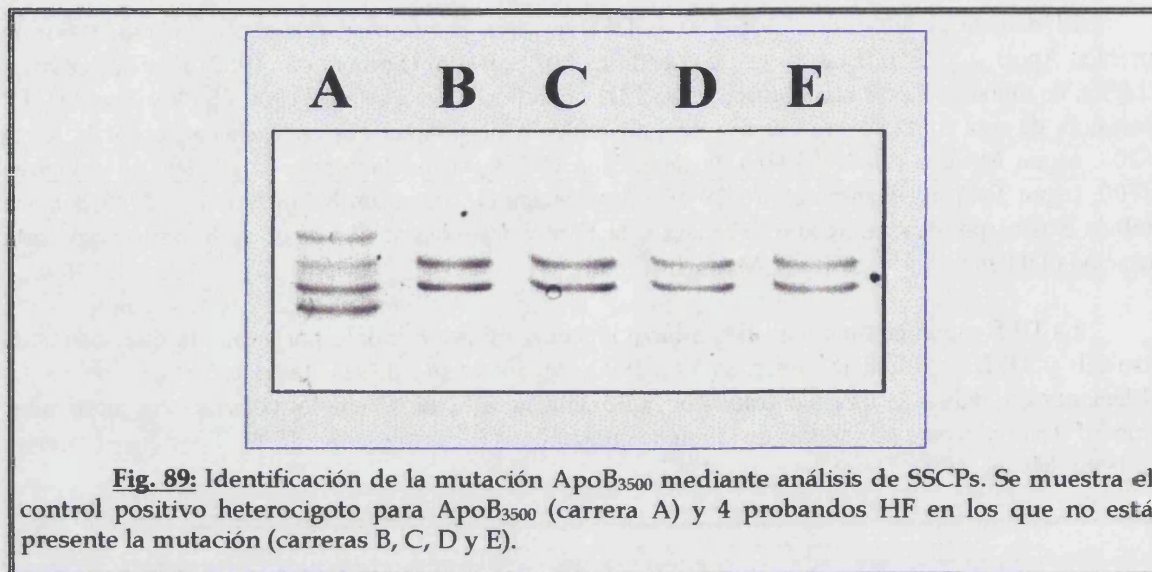 A B C D E
Fig. 89: Identificación de la mutación ApoB3500 mediante análisis de SSCPs. Se muestra el
control positivo heterocigoto para ApoB3500 (carrera A) y 4 probandos HF en los que no está
presente la mutación (carreras B, C, D y E).